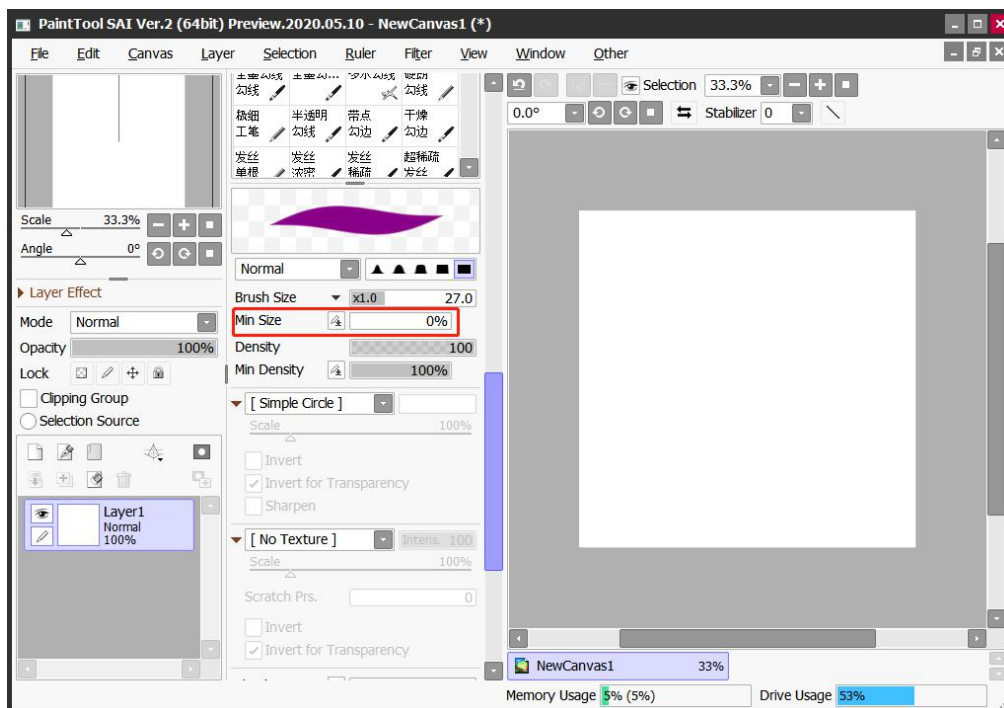 PaintTool SAI Ver.2 (64bit) Preview.2020.05.10 - NewCanvas1 (*)
File Edit Canvas Layer Selection Ruler Filter View Window Other
Scale 33.3%
Angle 0°
Layer Effect
Mode Normal
Opacity 100%
Lock
Clipping Group
Selection Source
Layer1
Normal
100%
勾线 勾线
极细 半透明 带点 干燥
工笔 勾线 勾边 勾边
发丝 发丝 发丝 超稀疏
单根 浓密 稀疏 发丝
Normal
Brush Size x1.0 27.0
Min Size 0%
Density 100
Min Density 100%
[ Simple Circle ]
Scale 100%
Invert
Invert for Transparency
Sharpen
[ No Texture ] Intens. 100
Scale 100%
Scratch Prs. 0
Invert
Invert for Transparency
Selection 33.3%
0.0° Stabilizer 0
NewCanvas1 33%
Memory Usage 5% (5%) Drive Usage 53%